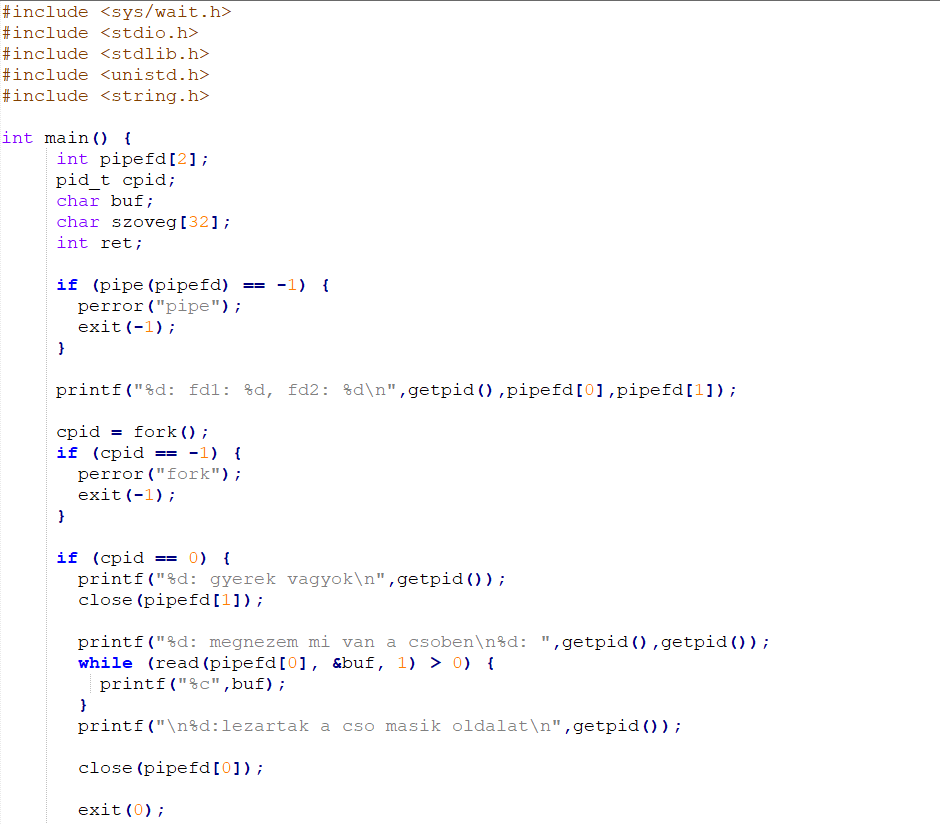 #include <sys/wait.h>
#include <stdio.h>
#include <stdlib.h>
#include <unistd.h>
#include <string.h>

int main() {
     int pipefd[2];
     pid_t cpid;
     char buf;
     char szoveg[32];
     int ret;

     if (pipe(pipefd) == -1) {
       perror("pipe");
       exit(-1);
     }

     printf("%d: fd1: %d, fd2: %d\n",getpid(),pipefd[0],pipefd[1]);

     cpid = fork();
     if (cpid == -1) {
       perror("fork");
       exit(-1);
     }

     if (cpid == 0) {
       printf("%d: gyerek vagyok\n",getpid());
       close(pipefd[1]);

       printf("%d: megnezem mi van a csoben\n%d: ",getpid(),getpid());
       while (read(pipefd[0], &buf, 1) > 0) {
         printf("%c",buf);
       }
       printf("\n%d:lezartak a cso masik oldalat\n",getpid());

       close(pipefd[0]);

       exit(0);